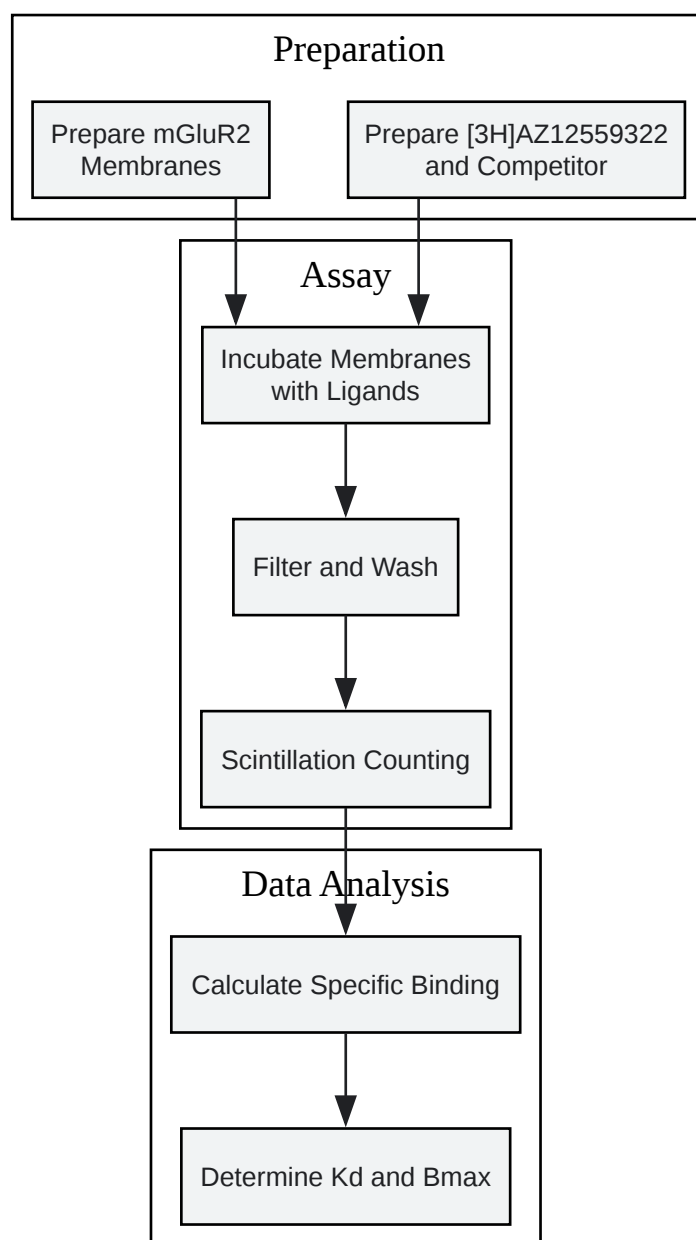 Preparation
Prepare mGluR2
Membranes
Prepare [3H]AZ12559322
and Competitor
Assay
Incubate Membranes
with Ligands
Filter and Wash
Scintillation Counting
Data Analysis
Calculate Specific Binding
Determine Kd and Bmax